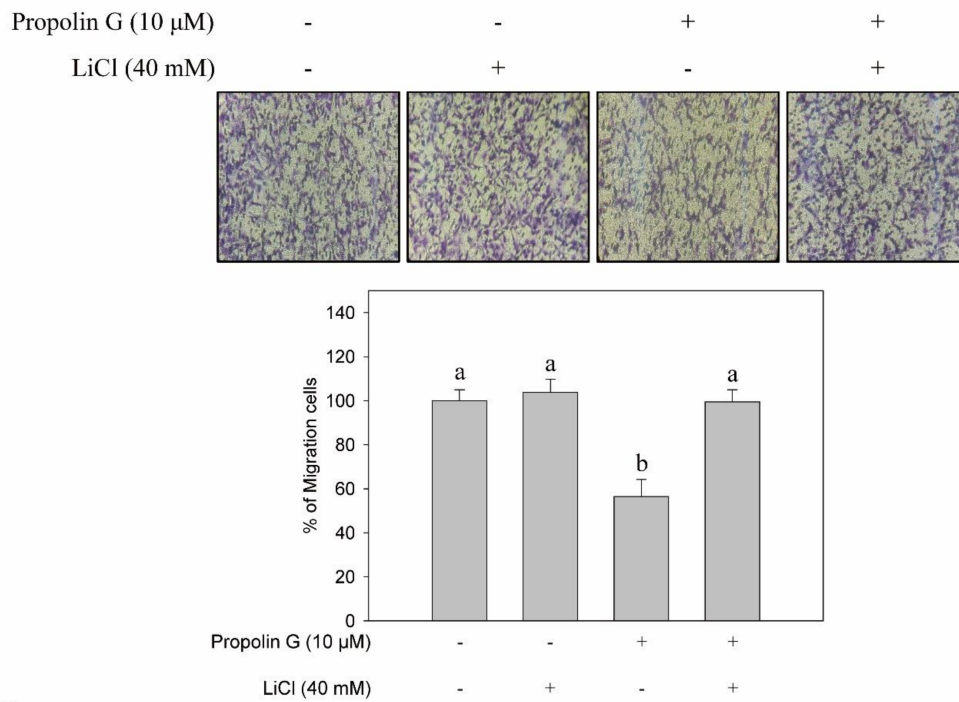 Propolin G (10 μM) - - + +
LiCl (40 mM) - + - +
140
120
100
80
60
40
20
0
% of Migration cells
a a b a
Propolin G (10 μM) - - + +
LiCl (40 mM) - + - +